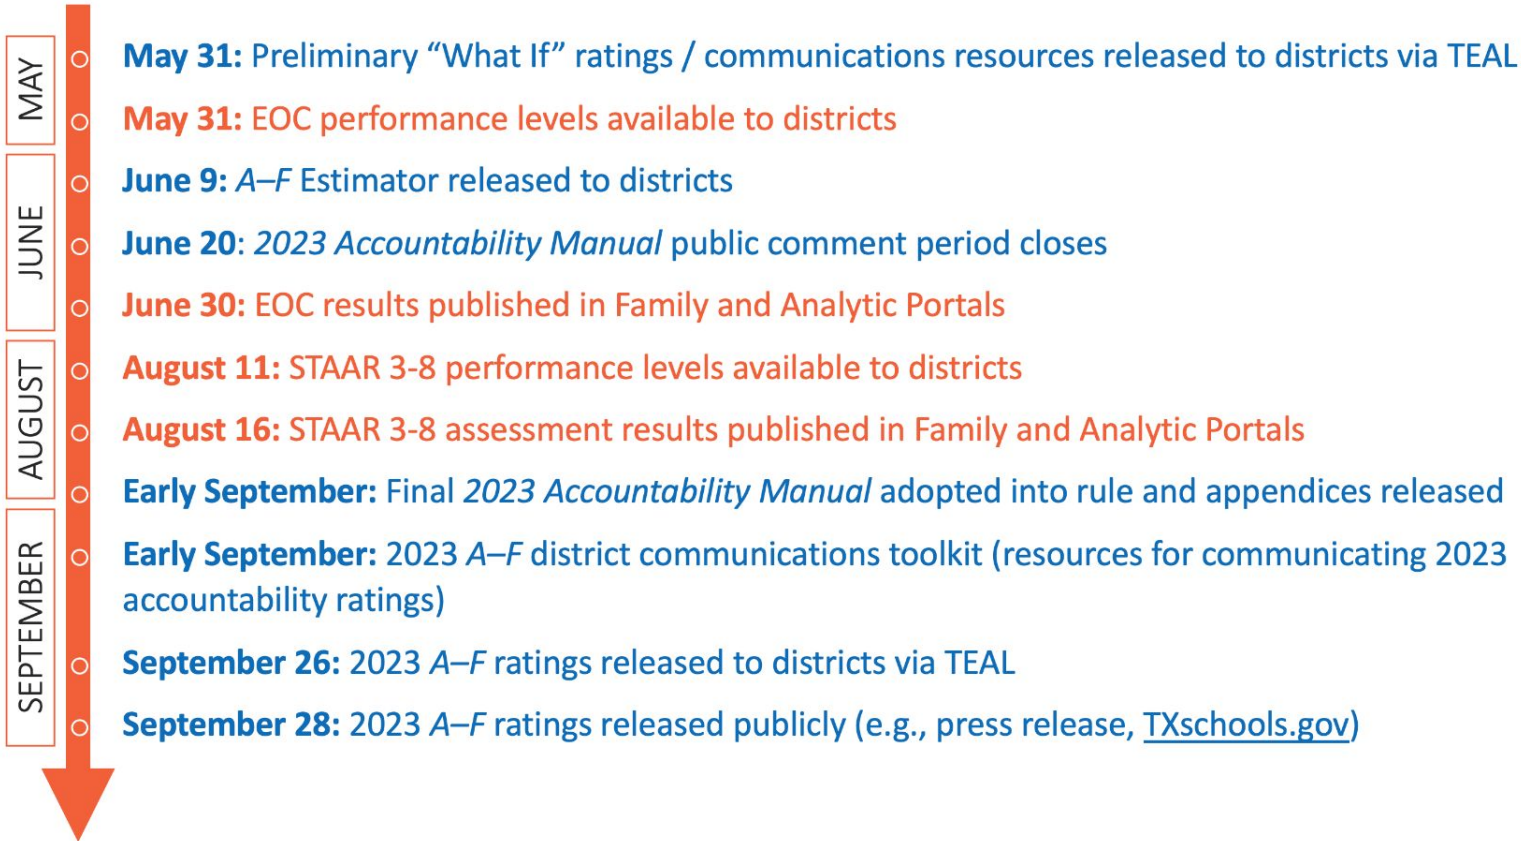 MAY
May 31: Preliminary “What If” ratings / communications resources released to districts via TEAL
May 31: EOC performance levels available to districts
JUNE
June 9: A–F Estimator released to districts
June 20: 2023 Accountability Manual public comment period closes
June 30: EOC results published in Family and Analytic Portals
AUGUST
August 11: STAAR 3-8 performance levels available to districts
August 16: STAAR 3-8 assessment results published in Family and Analytic Portals
Early September: Final 2023 Accountability Manual adopted into rule and appendices released
SEPTEMBER
Early September: 2023 A–F district communications toolkit (resources for communicating 2023
accountability ratings)
September 26: 2023 A–F ratings released to districts via TEAL
September 28: 2023 A–F ratings released publicly (e.g., press release, TXschools.gov)